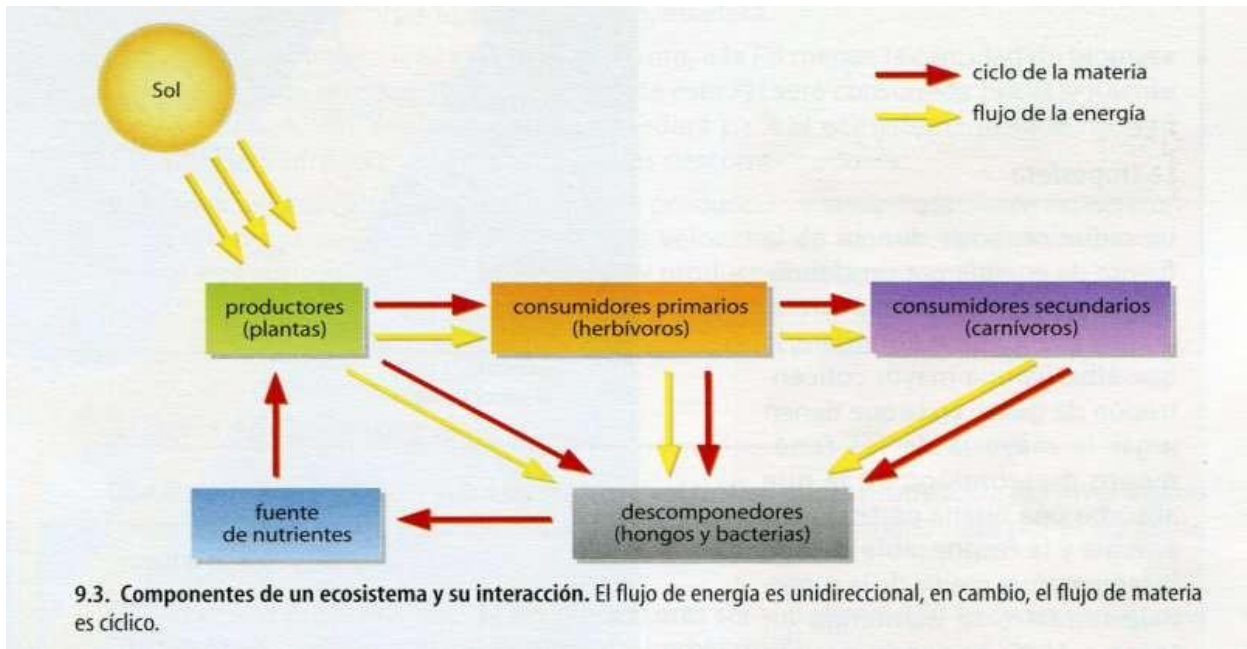 Sol
ciclo de la materia
flujo de la energía
productores
(plantas)
consumidores primarios
(herbívoros)
consumidores secundarios
(carnívoros)
fuente
de nutrientes
descomponedores
(hongos y bacterias)
9.3. Componentes de un ecosistema y su interacción. El flujo de energía es unidireccional, en cambio, el flujo de materia
es cíclico.